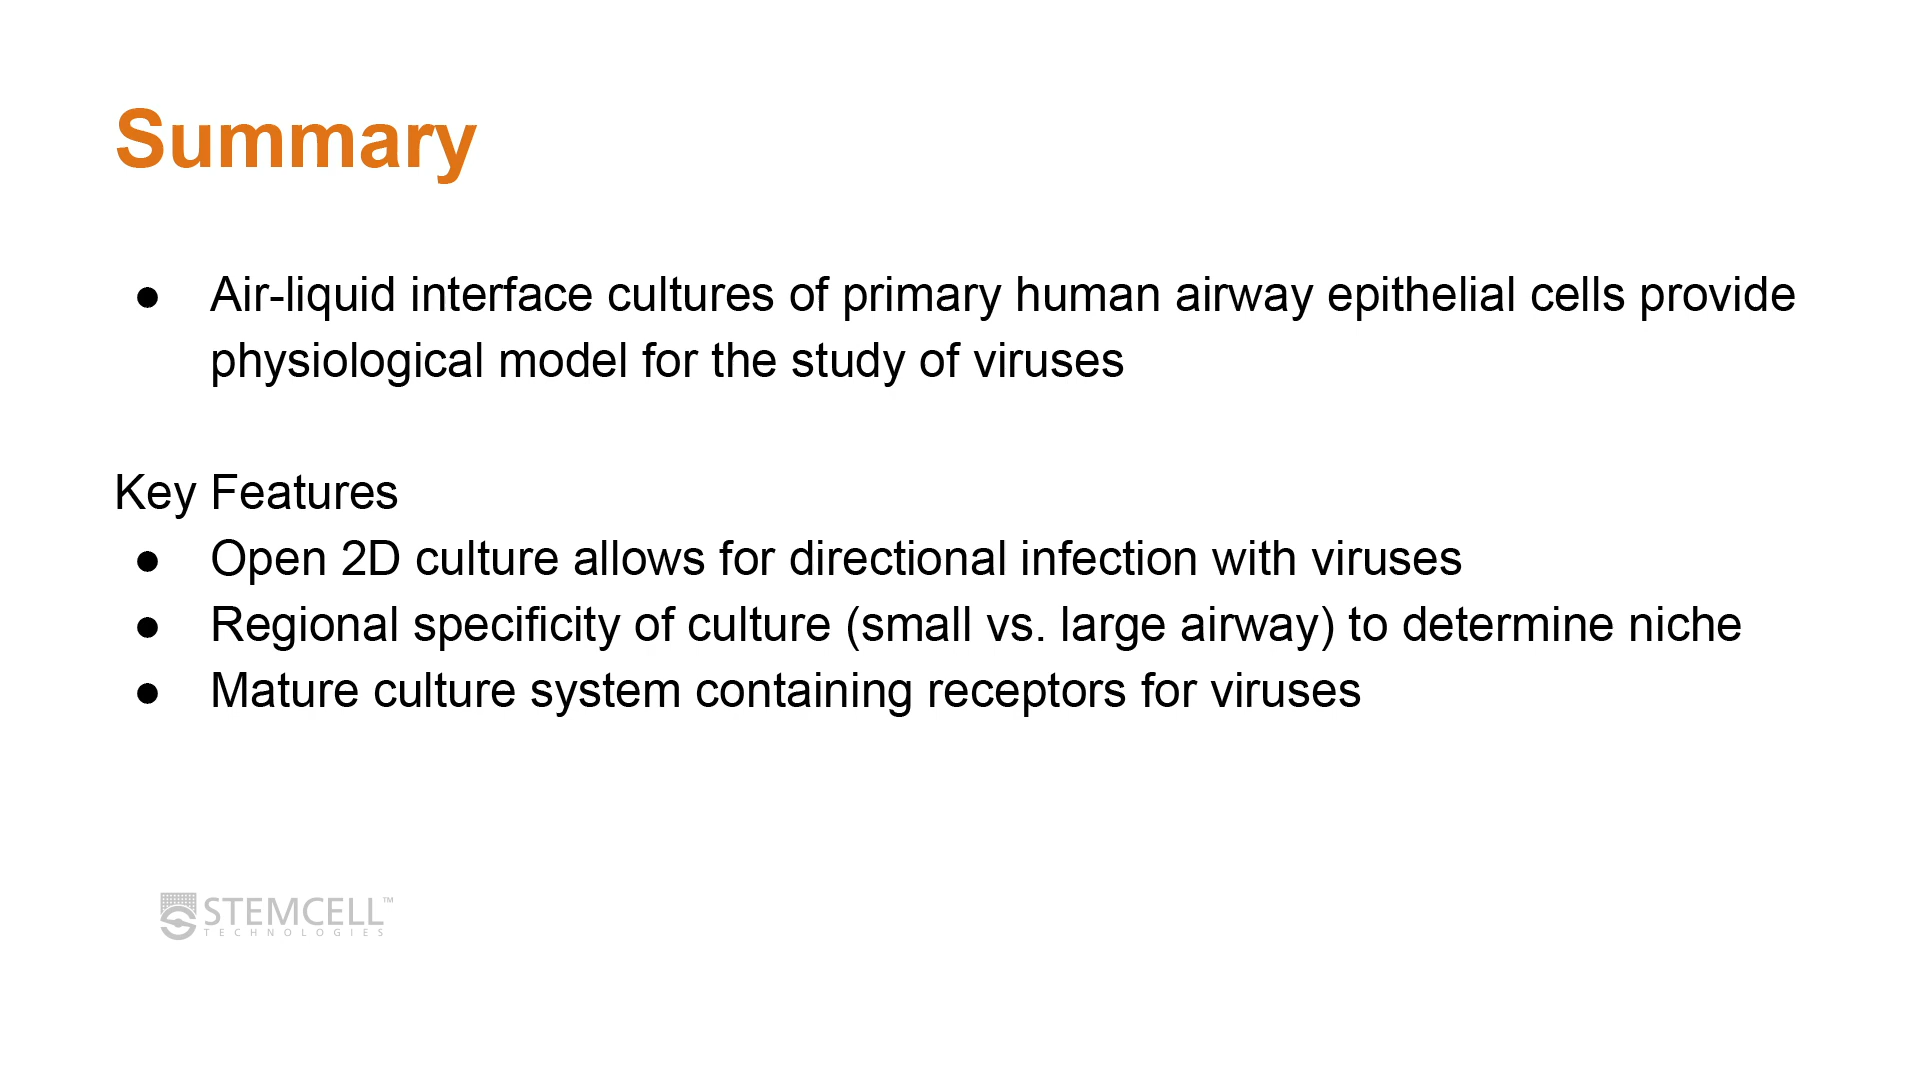 Summary
● Air-liquid interface cultures of primary human airway epithelial cells provide
physiological model for the study of viruses
Key Features
● Open 2D culture allows for directional infection with viruses
● Regional specificity of culture (small vs. large airway) to determine niche
● Mature culture system containing receptors for viruses
STEMCELL™
TECHNOLOGIES